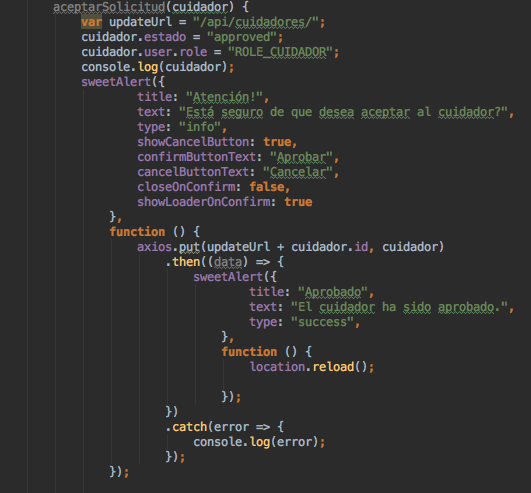 aceptarSolicitud(cuidador) {
var updateUrl = "/api/cuidadores/";
cuidador.estado = "approved";
cuidador.user.role = "ROLE_CUIDADOR";
console.log(cuidador);
sweetAlert({
title: "Atención!",
text: "Está seguro de que desea aceptar al cuidador?",
type: "info",
showCancelButton: true,
confirmButtonText: "Aprobar",
cancelButtonText: "Cancelar",
closeOnConfirm: false,
showLoaderOnConfirm: true
},
function () {
axios.put(updateUrl + cuidador.id, cuidador)
.then((data) => {
sweetAlert({
title: "Aprobado",
text: "El cuidador ha sido aprobado.",
type: "success",
},
function () {
location.reload();
});
})
.catch(error => {
console.log(error);
});
});